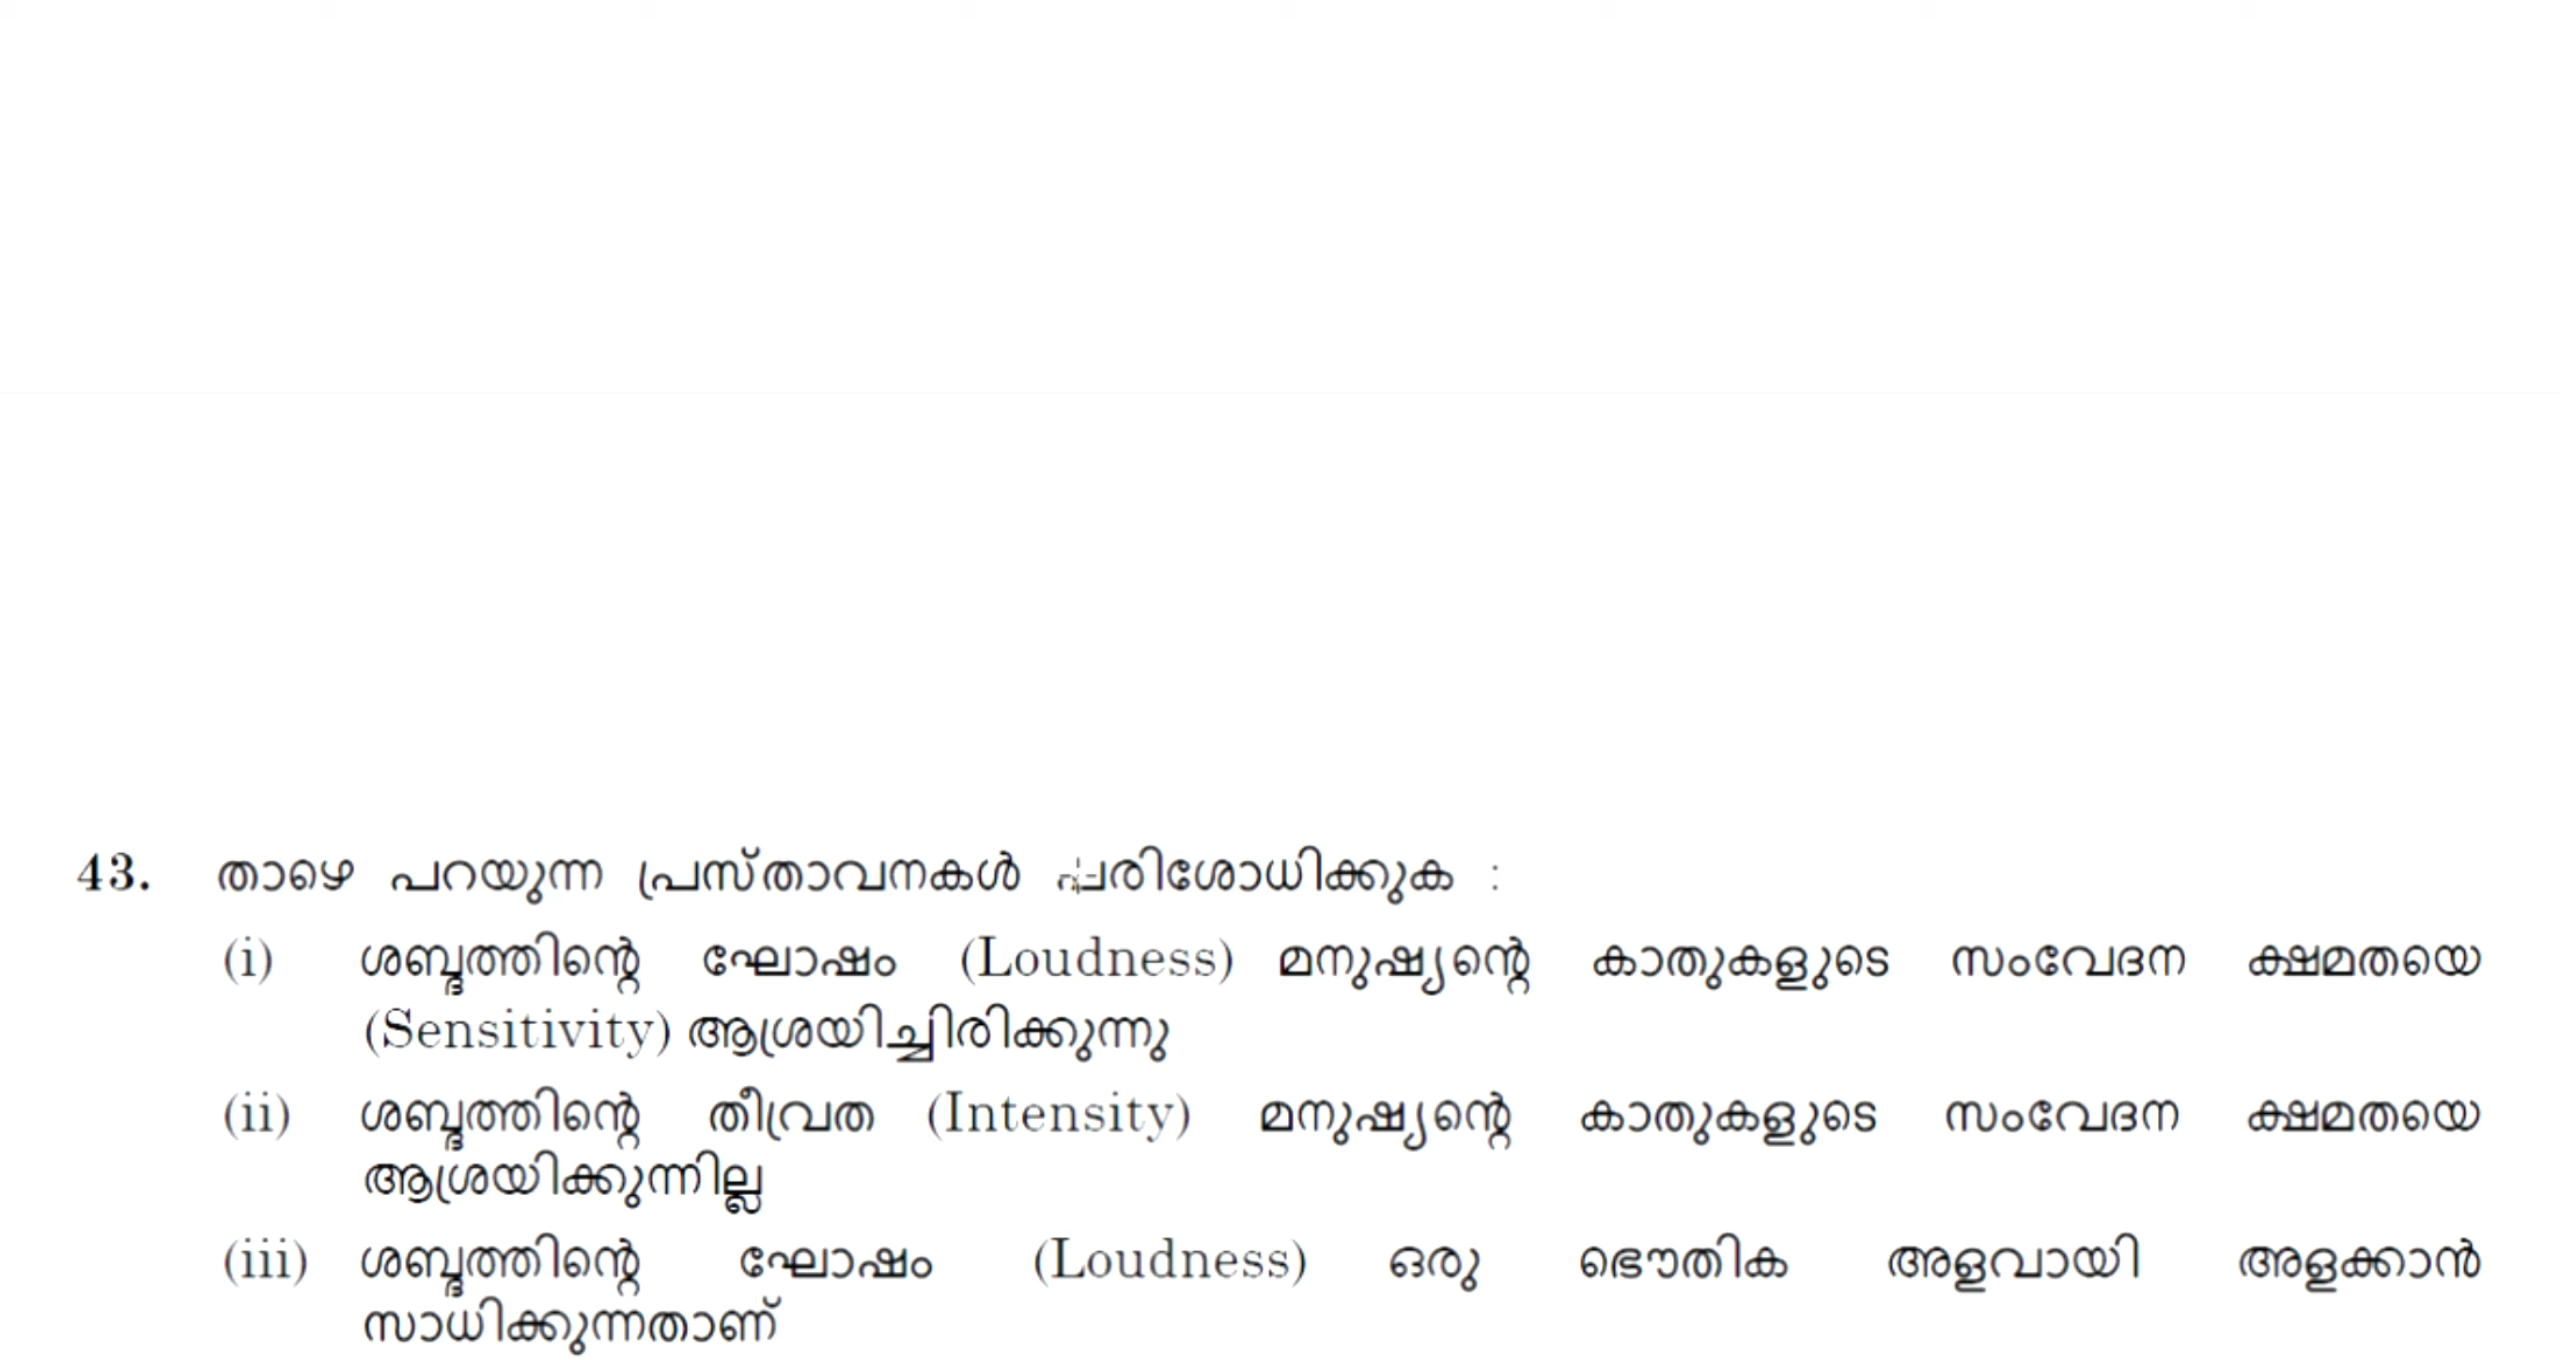 43. താഴെ പറയുന്ന പ്രസ്താവനകൾ പരിശോധിക്കുക :
(i) ശബ്ദത്തിന്റെ ഘോഷം (Loudness) മനുഷ്യന്റെ കാതുകളുടെ സംവേദന ക്ഷമതയെ
(Sensitivity) ആശ്രയിച്ചിരിക്കുന്നു
(ii) ശബ്ദത്തിന്റെ തീവ്രത (Intensity) മനുഷ്യന്റെ കാതുകളുടെ സംവേദന ക്ഷമതയെ
ആശ്രയിക്കുന്നില്ല
(iii) ശബ്ദത്തിന്റെ ഘോഷം (Loudness) ഒരു ഭൌതിക അളവായി അളക്കാൻ
സാധിക്കുന്നതാണ്